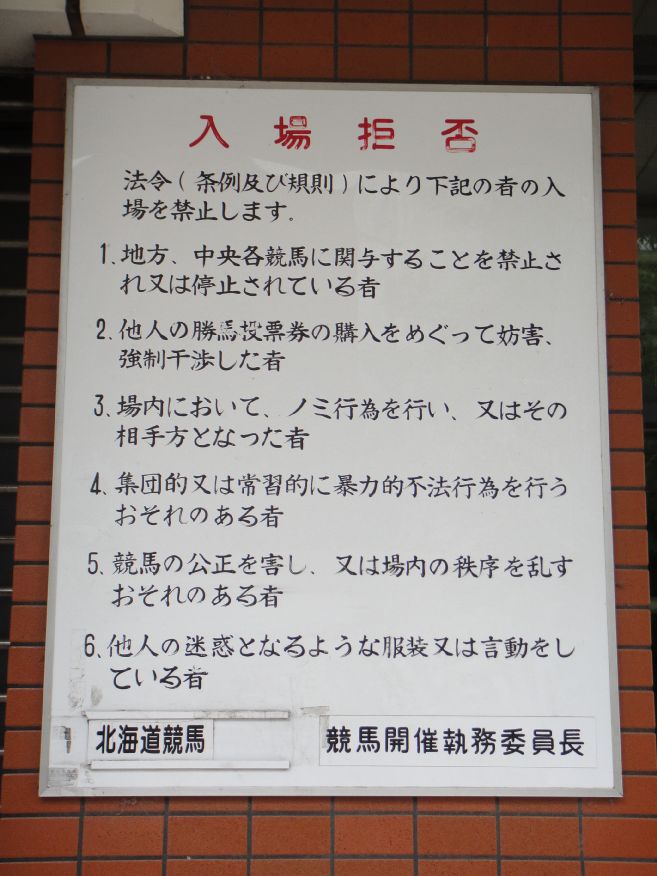 入場拒否
法令(条例及び規則)により下記の者の入
場を禁止します。
1、地方、中央各競馬に関与することを禁止さ
れ又は停止されている者
2、他人の勝馬投票券の購入をめぐって妨害、
強制干渉した者
3、場内において、ノミ行為を行い、又はその
相手方となった者
4、集団的又は常習的に暴力的不法行為を行う
おそれのある者
5、競馬の公正を害し、又は場内の秩序を乱す
おそれのある者
6、他人の迷惑となるような服装又は言動をし
ている者
北海道競馬 競馬開催執務委員長